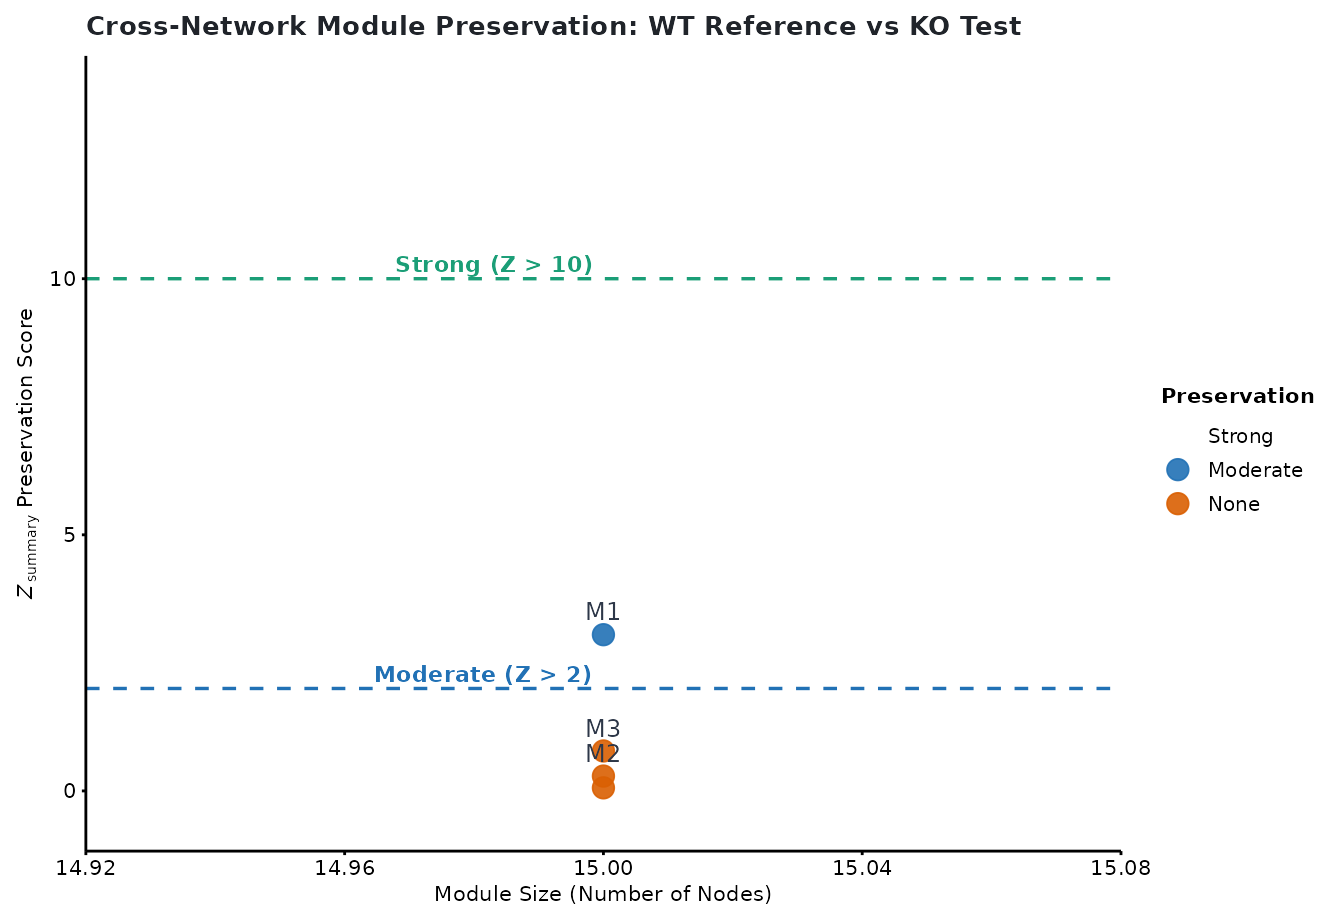 Cross-Network Module Preservation: WT Reference vs KO Test
Z summary Preservation Score
10
5
0
Strong (Z > 10)
M1
Moderate (Z > 2)
M3
M2
14.92
14.96
15.00
15.04
15.08
Module Size (Number of Nodes)
Preservation
Strong
Moderate
None